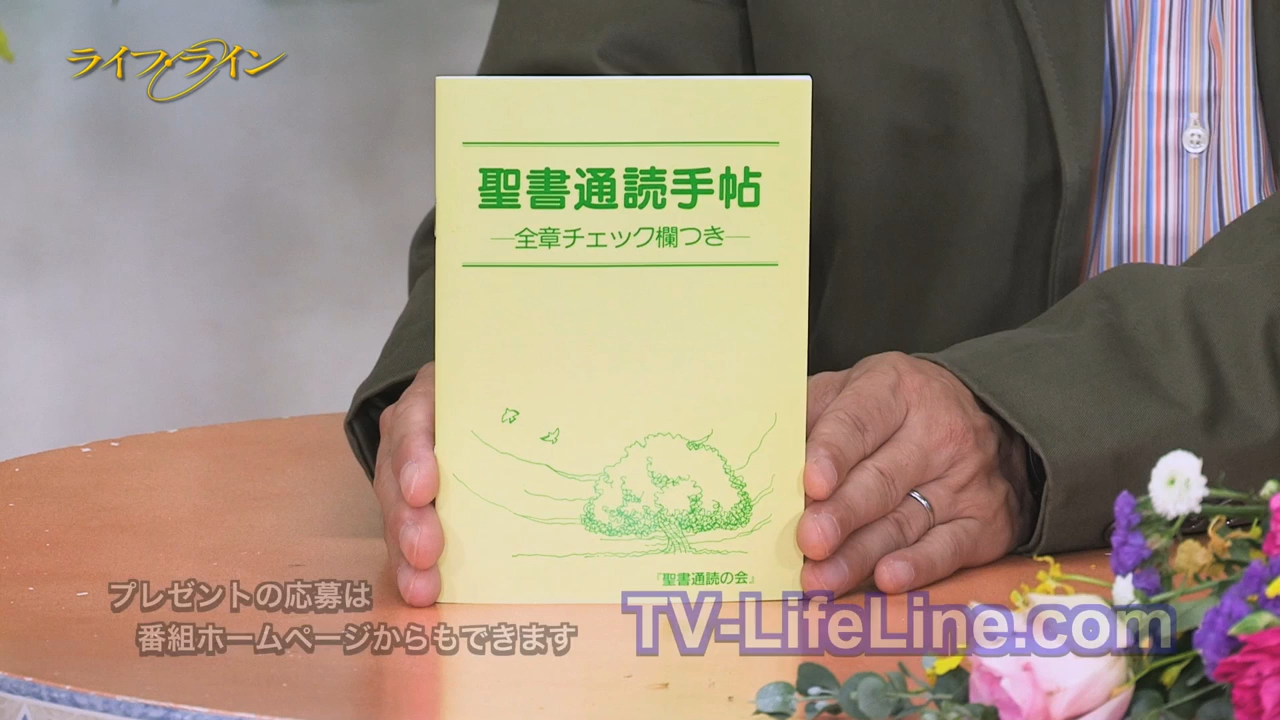 ライフ・ライン
聖書通読手帖
―全章チェック欄つき―
『聖書通読の会』
プレゼントの応募は
番組ホームページからもできます
TV-LifeLine.com